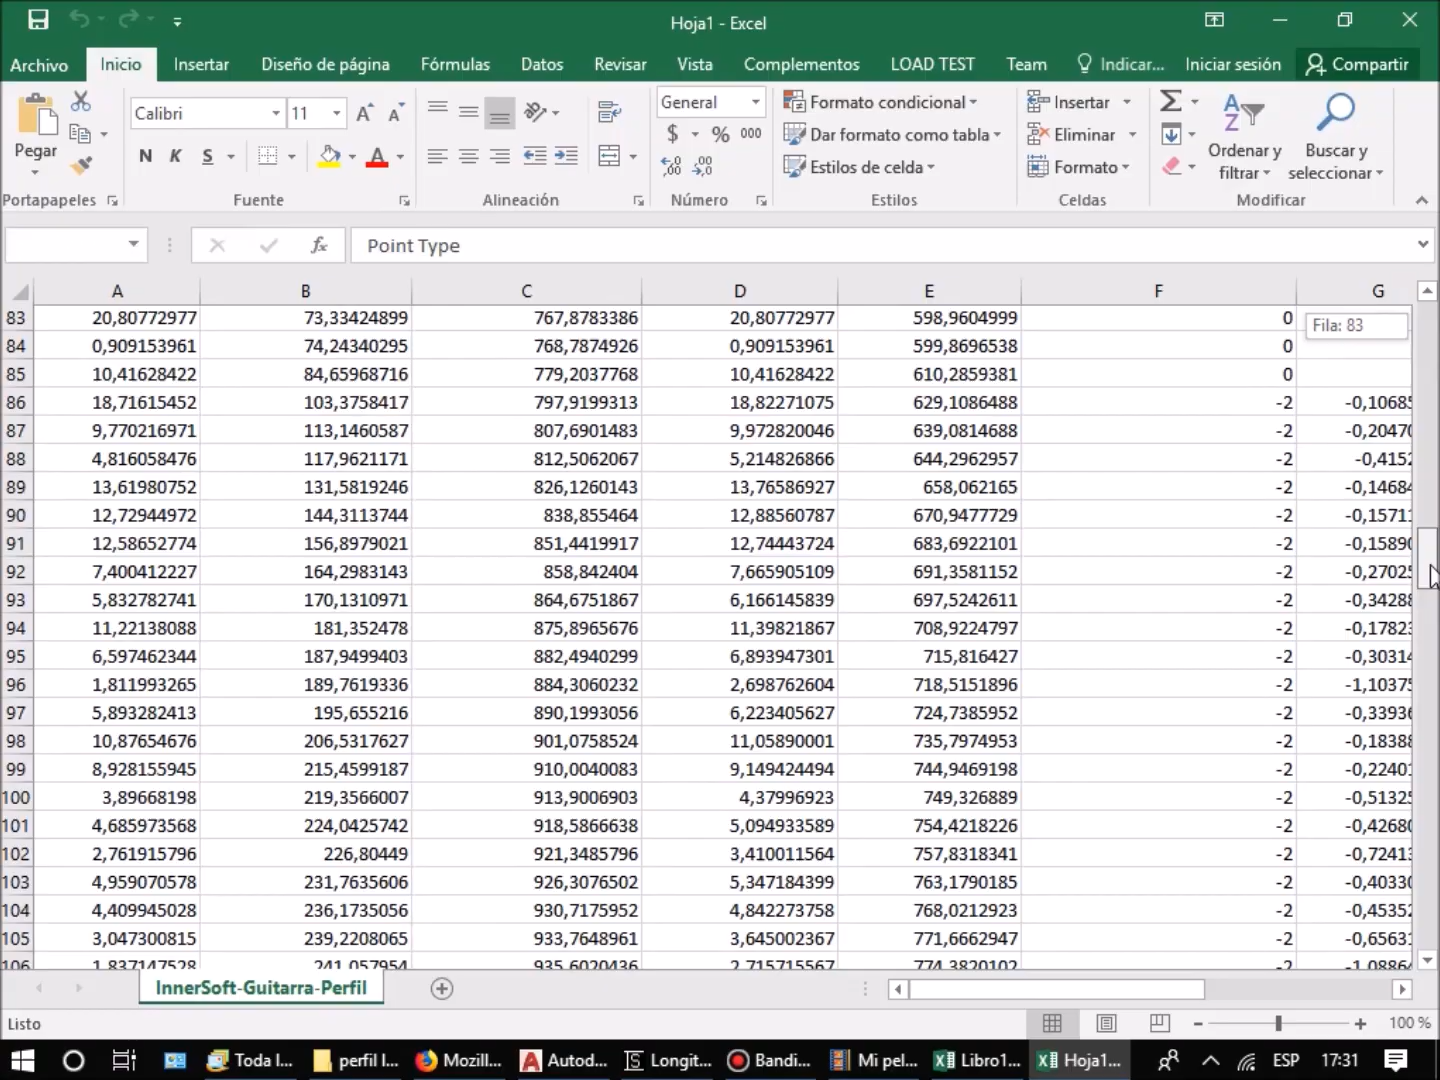 Hoja1 - Excel
Archivo Inicio Insertar Diseño de página Fórmulas Datos Revisar Vista Complementos LOAD TEST Team Indicar... Iniciar sesión Compartir
Pegar Calibri 11 General Formato condicional Insertar
N K S $ % 000 Dar formato como tabla Eliminar Ordenar y Buscar y
Estilos de celda Formato filtrar seleccionar
Portapapeles Fuente Alineación Número Estilos Celdas Modificar
fx Point Type
A B C D E F G
83 20,80772977 73,33424899 767,8783386 20,80772977 598,9604999 0 Fila: 83
84 0,909153961 74,24340295 768,7874926 0,909153961 599,8696538 0
85 10,41628422 84,65968716 779,2037768 10,41628422 610,2859381 0
86 18,71615452 103,3758417 797,9199313 18,82271075 629,1086488 -2 -0,10685
87 9,770216971 113,1460587 807,6901483 9,972820046 639,0814688 -2 -0,20470
88 4,816058476 117,9621171 812,5062067 5,214826866 644,2962957 -2 -0,4152
89 13,61980752 131,5819246 826,1260143 13,76586927 658,062165 -2 -0,14684
90 12,72944972 144,3113744 838,855464 12,88560787 670,9477729 -2 -0,15711
91 12,58652774 156,8979021 851,4419917 12,74443724 683,6922101 -2 -0,15890
92 7,400412227 164,2983143 858,842404 7,665905109 691,3581152 -2 -0,27025
93 5,832782741 170,1310971 864,6751867 6,166145839 697,5242611 -2 -0,34288
94 11,22138088 181,352478 875,8965676 11,39821867 708,9224797 -2 -0,17823
95 6,597462344 187,9499403 882,4940299 6,893947301 715,816427 -2 -0,30314
96 1,811993265 189,7619336 884,3060232 2,698762604 718,5151896 -2 -1,10375
97 5,893282413 195,655216 890,1993056 6,223405627 724,7385952 -2 -0,33936
98 10,87654676 206,5317627 901,0758524 11,05890001 735,7974953 -2 -0,18388
99 8,928155945 215,4599187 910,0040083 9,149424494 744,9469198 -2 -0,22401
100 3,89668198 219,3566007 913,9006903 4,37996923 749,326889 -2 -0,51325
101 4,685973568 224,0425742 918,5866638 5,094933589 754,4218226 -2 -0,42680
102 2,761915796 226,80449 921,3485796 3,410011564 757,8318341 -2 -0,72413
103 4,959070578 231,7635606 926,3076502 5,347184399 763,1790185 -2 -0,40330
104 4,409945028 236,1735056 930,7175952 4,842273758 768,0212923 -2 -0,45352
105 3,047300815 239,2208065 933,7648961 3,645002367 771,6662947 -2 -0,65631
106 1,837147528 241,057954 935,6020436 2,715715567 774,3820102 -2 -1,08864
InnerSoft-Guitarra-Perfil
Listo 100 %
Toda l... perfil l... Mozill... Autod... Longit... Bandi... Mi pel... Libro1... Hoja1... ESP 17:31